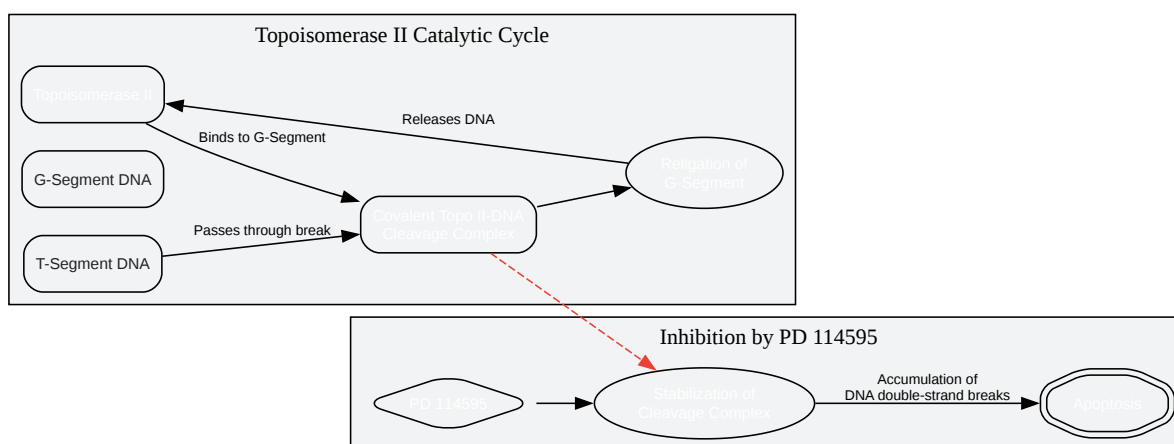 Topoisomerase II Catalytic Cycle
Topoisomerase II
Releases DNA
Binds to G-Segment
Religation of
G-Segment
G-Segment DNA
Covalent Topo II-DNA
Cleavage Complex
Passes through break
T-Segment DNA
Inhibition by PD 114595
PD 114595
Stabilization of
Cleavage Complex
Accumulation of
DNA double-strand breaks
Apoptosis